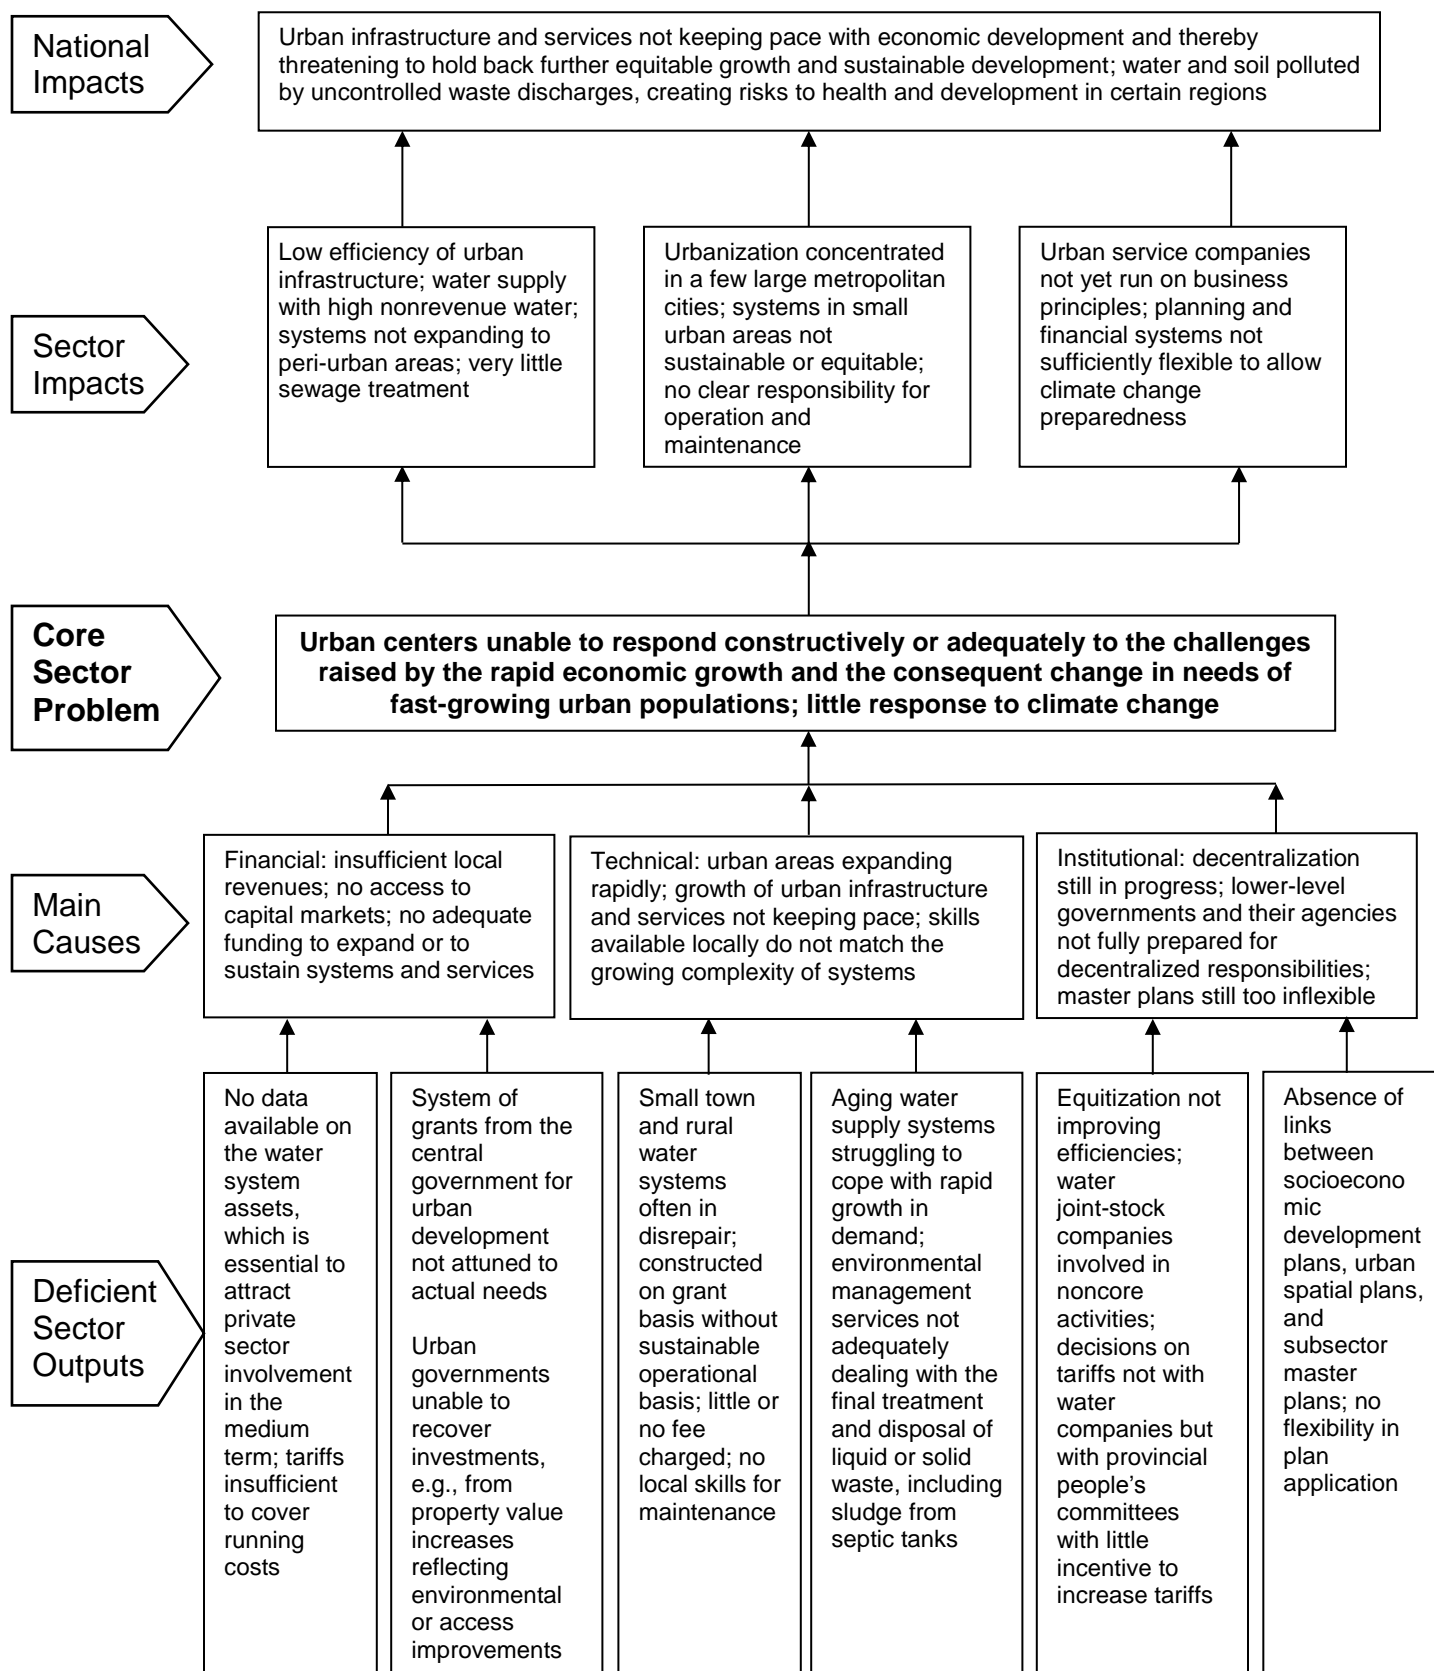 National
Impacts
Urban infrastructure and services not keeping pace with economic development and thereby
threatening to hold back further equitable growth and sustainable development; water and soil polluted
by uncontrolled waste discharges, creating risks to health and development in certain regions
Sector
Impacts
Low efficiency of urban
infrastructure; water supply
with high nonrevenue water;
systems not expanding to
peri-urban areas; very little
sewage treatment
Urbanization concentrated
in a few large metropolitan
cities; systems in small
urban areas not
sustainable or equitable;
no clear responsibility for
operation and
maintenance
Urban service companies
not yet run on business
principles; planning and
financial systems not
sufficiently flexible to allow
climate change
preparedness
Core
Sector
Problem
Urban centers unable to respond constructively or adequately to the challenges
raised by the rapid economic growth and the consequent change in needs of
fast-growing urban populations; little response to climate change
Main
Causes
Financial: insufficient local
revenues; no access to
capital markets; no adequate
funding to expand or to
sustain systems and services
Technical: urban areas expanding
rapidly; growth of urban infrastructure
and services not keeping pace; skills
available locally do not match the
growing complexity of systems
Institutional: decentralization
still in progress; lower-level
governments and their agencies
not fully prepared for
decentralized responsibilities;
master plans still too inflexible
Deficient
Sector
Outputs
No data
available on
the water
system
assets,
which is
essential to
attract
private
sector
involvement
in the
medium
term; tariffs
insufficient
to cover
running
costs
System of
grants from the
central
government for
urban
development
not attuned to
actual needs
Urban
governments
unable to
recover
investments,
e.g., from
property value
increases
reflecting
environmental
or access
improvements
Small town
and rural
water
systems
often in
disrepair;
constructed
on grant
basis without
sustainable
operational
basis; little or
no fee
charged; no
local skills for
maintenance
Aging water
supply systems
struggling to
cope with rapid
growth in
demand;
environmental
management
services not
adequately
dealing with the
final treatment
and disposal of
liquid or solid
waste, including
sludge from
septic tanks
Equitization not
improving
efficiencies;
water
joint-stock
companies
involved in
noncore
activities;
decisions on
tariffs not with
water
companies but
with provincial
people’s
committees
with little
incentive to
increase tariffs
Absence of
links
between
socioecono
mic
development
plans, urban
spatial plans,
and
subsector
master
plans; no
flexibility in
plan
application